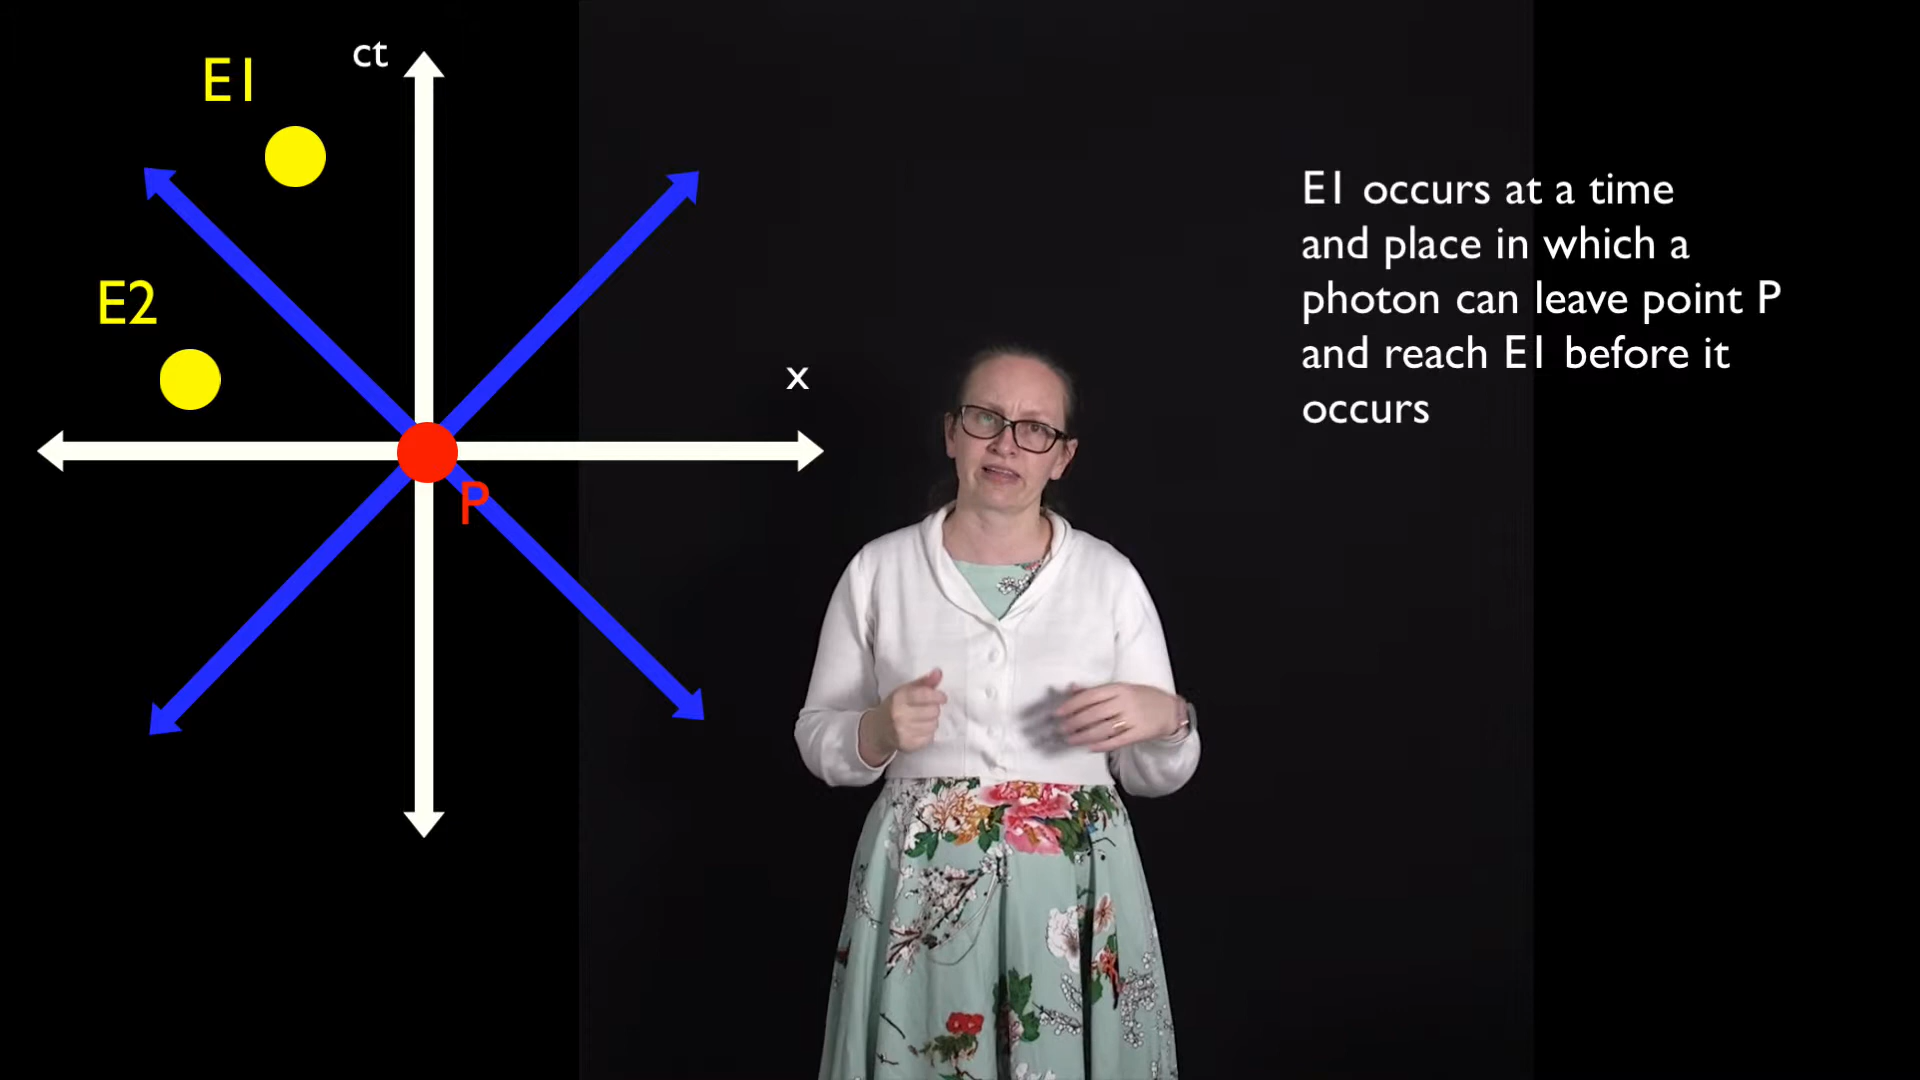 E1
ct
E2
x
P
E1 occurs at a time
and place in which a
photon can leave point P
and reach E1 before it
occurs